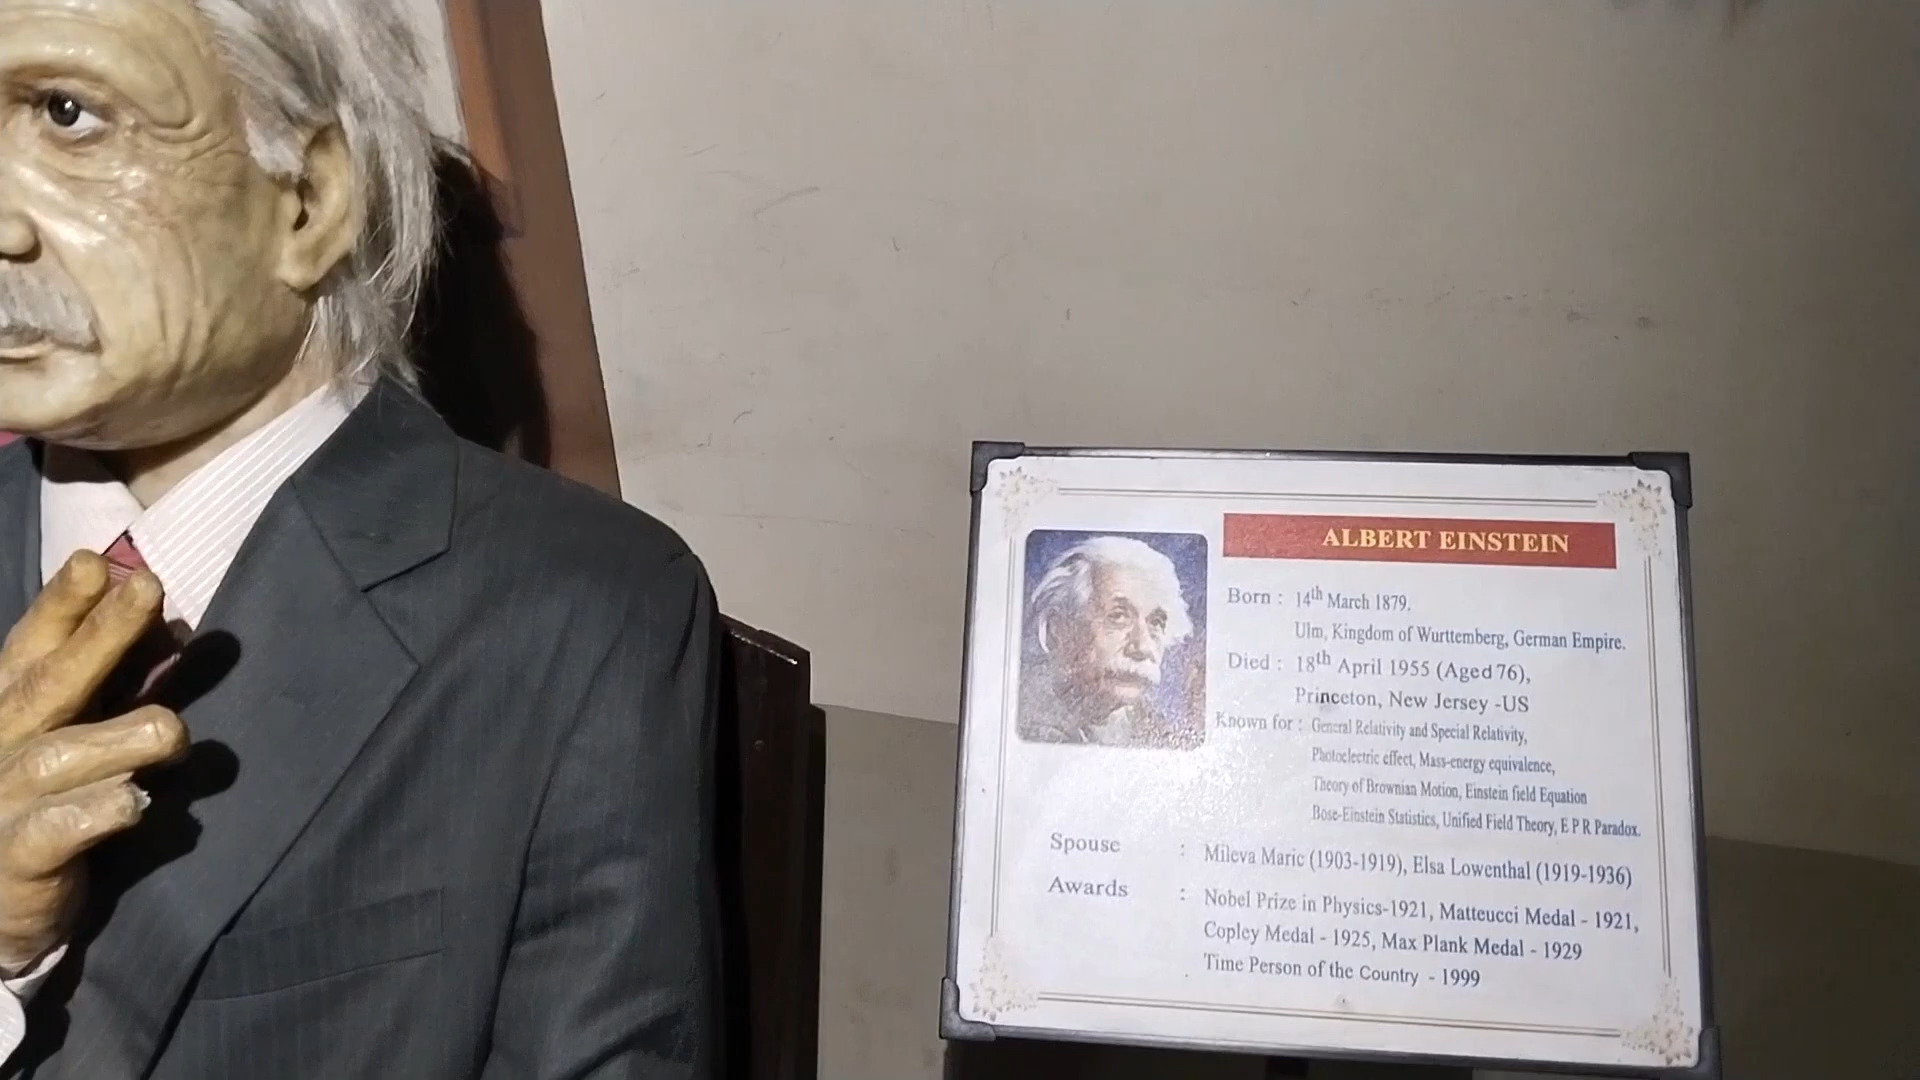 ALBERT EINSTEIN
Born : 14th March 1879.
Ulm, Kingdom of Wurttemberg, German Empire.
Died : 18th April 1955 (Aged 76),
Princeton, New Jersey -US
Known for : General Relativity and Special Relativity,
Photoelectric effect, Mass-energy equivalence,
Theory of Brownian Motion, Einstein field Equation
Bose-Einstein Statistics, Unified Field Theory, E P R Paradox.
Spouse : Mileva Maric (1903-1919), Elsa Lowenthal (1919-1936)
Awards : Nobel Prize in Physics-1921, Matteucci Medal - 1921,
Copley Medal - 1925, Max Plank Medal - 1929
Time Person of the Country - 1999